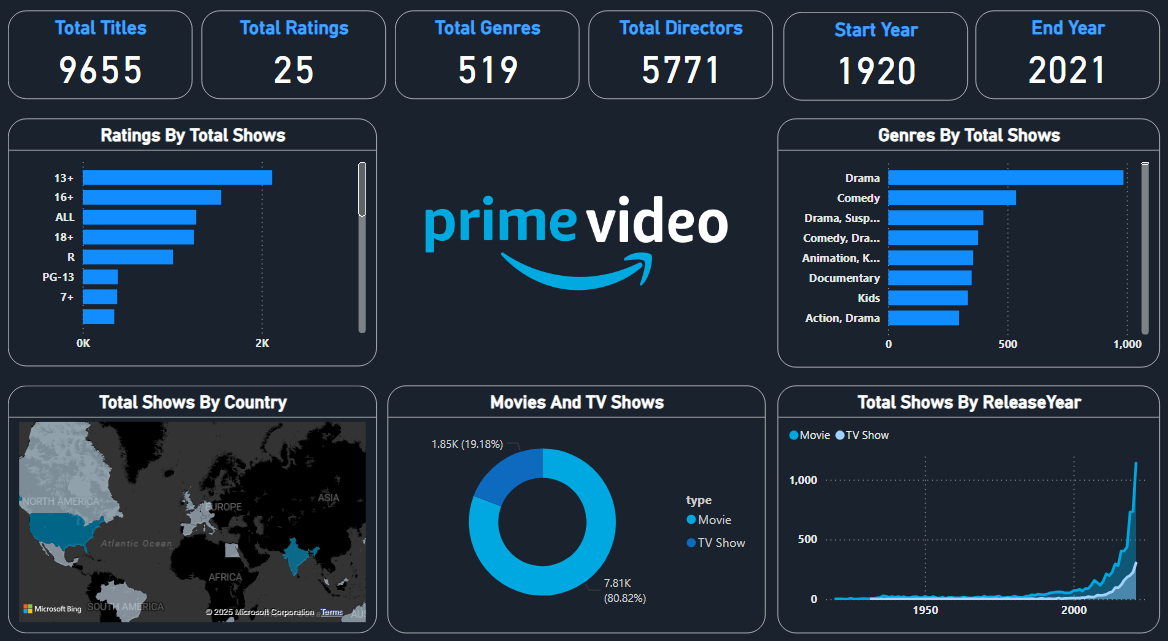 Total Titles
9655
Total Ratings
25
Total Genres
519
Total Directors
5771
Start Year
1920
End Year
2021
Ratings By Total Shows
13+
16+
ALL
18+
R
PG-13
7+
0K 2K
prime video
Genres By Total Shows
Drama
Comedy
Drama, Susp...
Comedy, Dra...
Animation, K...
Documentary
Kids
Action, Drama
0 500 1,000
Total Shows By Country
NORTH AMERICA
EUROPE
ASIA
Atlantic Ocean
AFRICA
SOUTH AMERICA
Microsoft Bing
© 2025 Microsoft Corporation Terms
AU
Movies And TV Shows
1.85K (19.18%)
7.81K
(80.82%)
type
Movie
TV Show
Total Shows By ReleaseYear
Movie TV Show
1,000
500
0
1950 2000